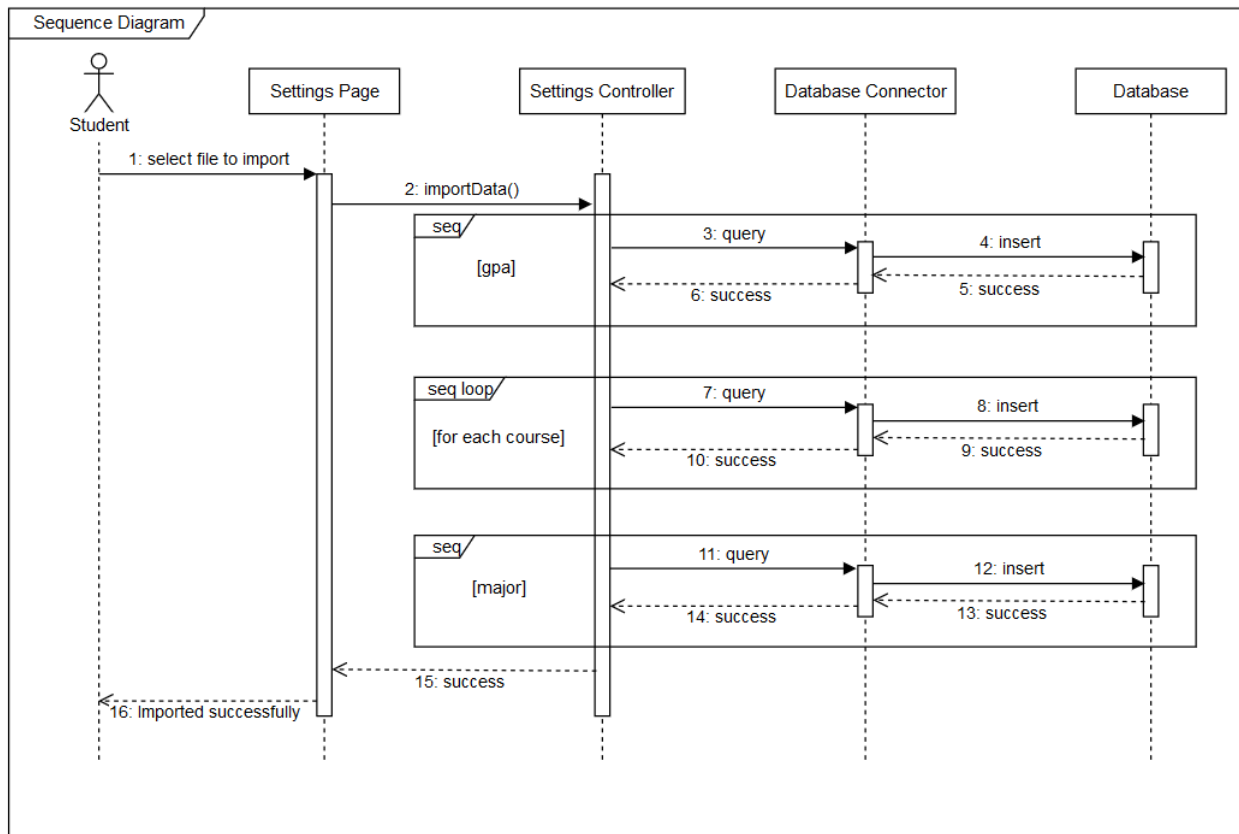 Sequence Diagram
Student
Settings Page
Settings Controller
Database Connector
Database
1: select file to import
2: importData()
seq
[gpa]
3: query
4: insert
5: success
6: success
seq loop
[for each course]
7: query
8: insert
9: success
10: success
seq
[major]
11: query
12: insert
13: success
14: success
15: success
16: Imported successfully